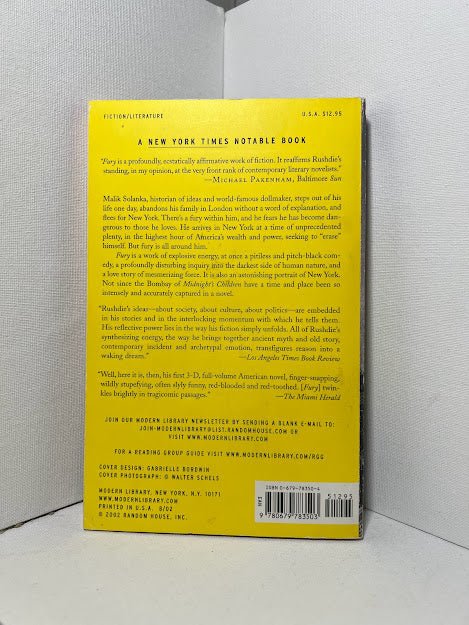 FICTION/LITERATURE
U.S.A. $12.95
A NEW YORK TIMES NOTABLE BOOK
"Fury is a profoundly, ecstatically affirmative work of fiction. It reaffirms Rushdie's
standing, in my opinion, at the very front rank of contemporary literary novelists."
—MICHAEL PAKENHAM, Baltimore Sun
Malik Solanka, historian of ideas and world-famous dollmaker, steps out of his
life one day, abandons his family in London without a word of explanation, and
flees for New York. There's a fury within him, and he fears he has become dan-
gerous to those he loves. He arrives in New York at a time of unprecedented
plenty, in the highest hour of America's wealth and power, seeking to "erase"
himself. But fury is all around him.
Fury is a work of explosive energy, at once a pitiless and pitch-black com-
edy, a profoundly disturbing inquiry into the darkest side of human nature, and
a love story of mesmerizing force. It is also an astonishing portrait of New York.
Not since the Bombay of Midnight's Children have a time and place been so
intensely and accurately captured in a novel.
"Rushdie's ideas—about society, about culture, about politics—are embedded
in his stories and in the interlocking momentum with which he tells them.
His reflective power lies in the way his fiction simply unfolds. All of Rushdie's
synthesizing energy, the way he brings together ancient myth and old story,
contemporary incident and archetypal emotion, transfigures reason into a
waking dream."
—Los Angeles Times Book Review
"Well, here it is, then, his first 3-D, full-volume American novel, finger-snapping,
wildly stupefying, often slyly funny, red-blooded and red-toothed. [Fury] twin-
kles brightly in tragicomic passages."
—The Miami Herald
JOIN OUR MODERN LIBRARY NEWSLETTER BY SENDING A BLANK E-MAIL TO:
JOIN-MODERNLIBRARY@LIST.RANDOMHOUSE.COM OR
VISIT WWW.MODERNLIBRARY.COM
FOR A READING GROUP GUIDE VISIT WWW.MODERNLIBRARY.COM/RGG
COVER DESIGN: GABRIELLE BORDWIN
COVER PHOTOGRAPH: © WALTER SCHELS
MODERN LIBRARY, NEW YORK, N.Y. 10171
WWW.MODERNLIBRARY.COM
PRINTED IN U.S.A. 8/02
© 2002 RANDOM HOUSE, INC.
ISBN 0-679-78350-4
51295
EAN
9 780679 783503